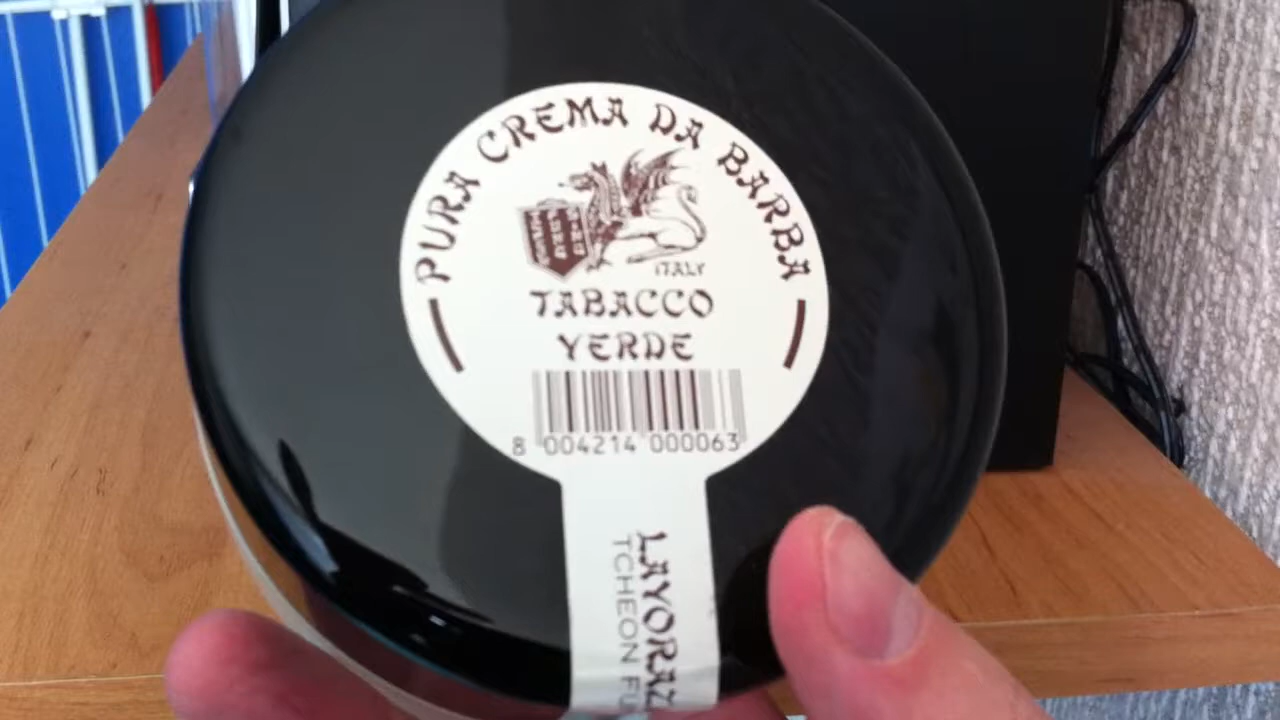 PURA CREMA DA BARBA
ITALY
TABACCO
VERDE
8 004214 000063
LAVORAZ
TCHEON FU